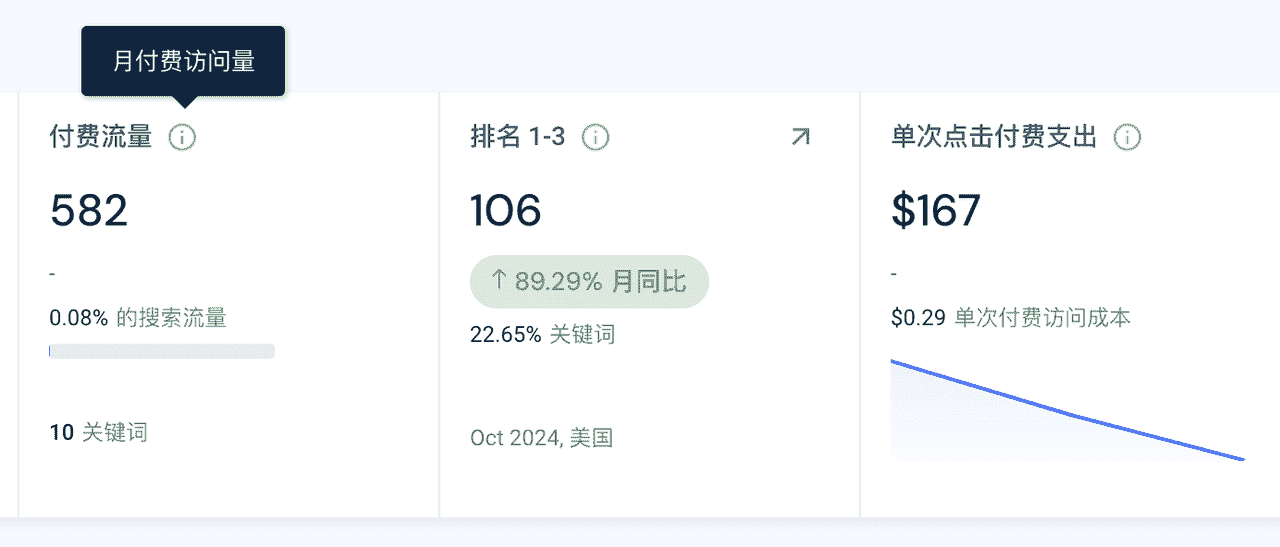 月付费访问量
付费流量
582
-
0.08% 的搜索流量
10 关键词
排名 1-3
106
↑ 89.29% 月同比
22.65% 关键词
Oct 2024, 美国
单次点击付费支出
$167
-
$0.29 单次付费访问成本